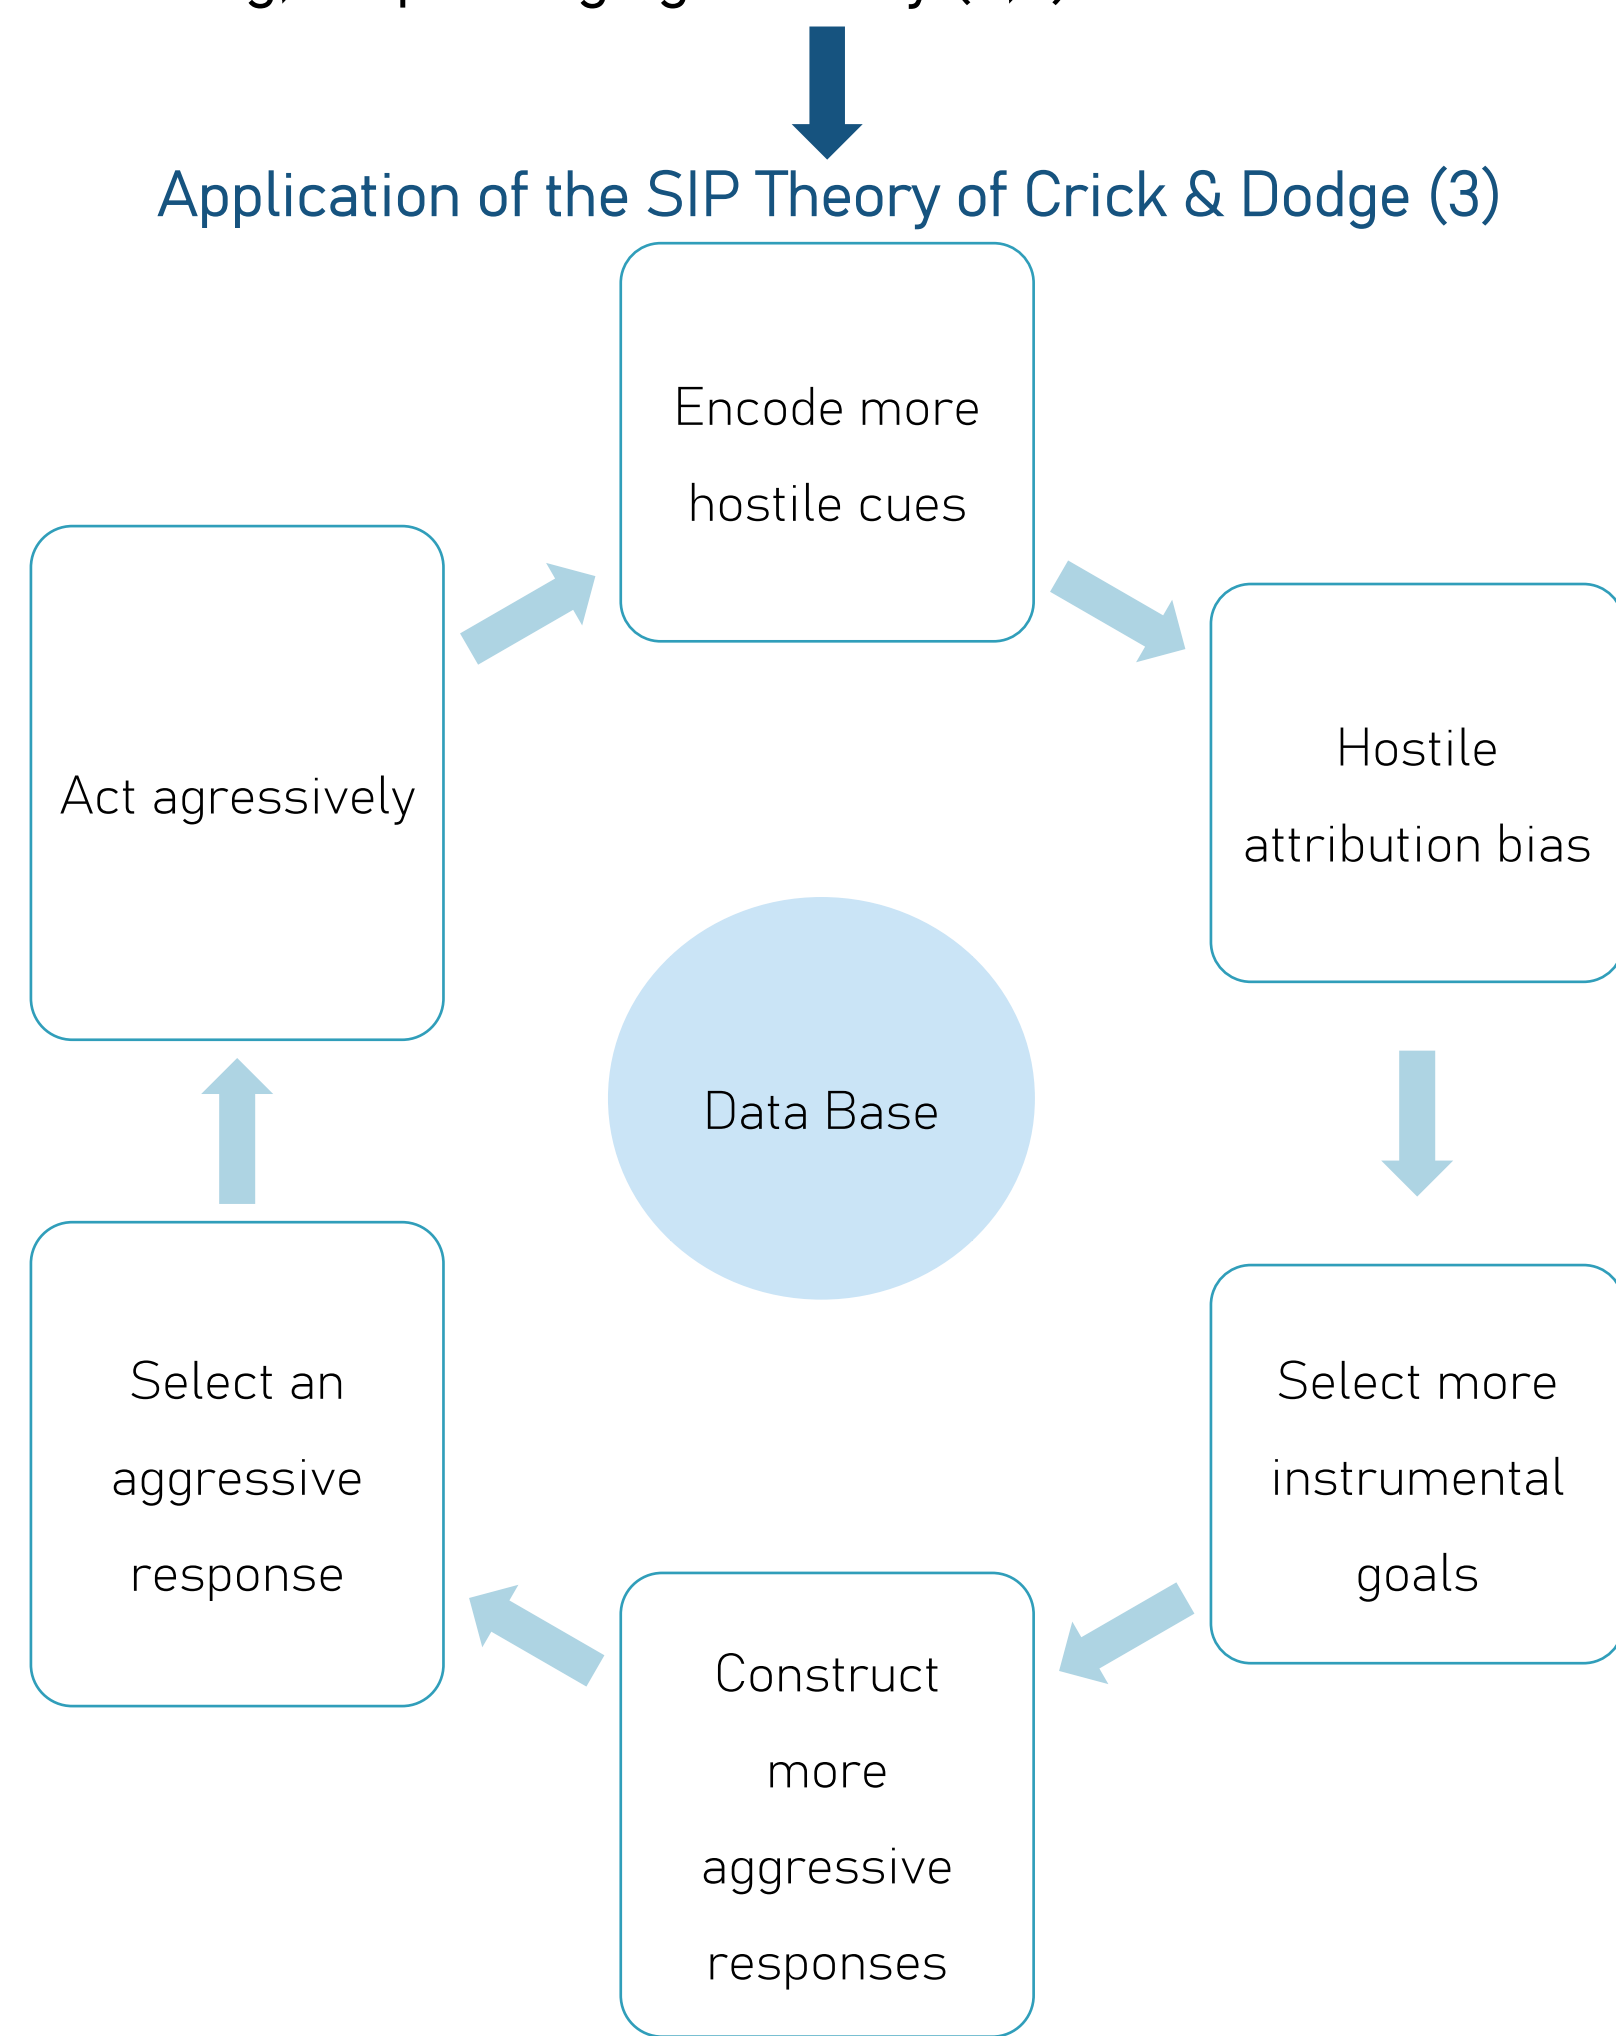 Application of the SIP Theory of Crick & Dodge (3)
Encode more
hostile cues
Hostile
attribution bias
Select more
instrumental
goals
Construct
more
aggressive
responses
Select an
aggressive
response
Act agressively
Data Base